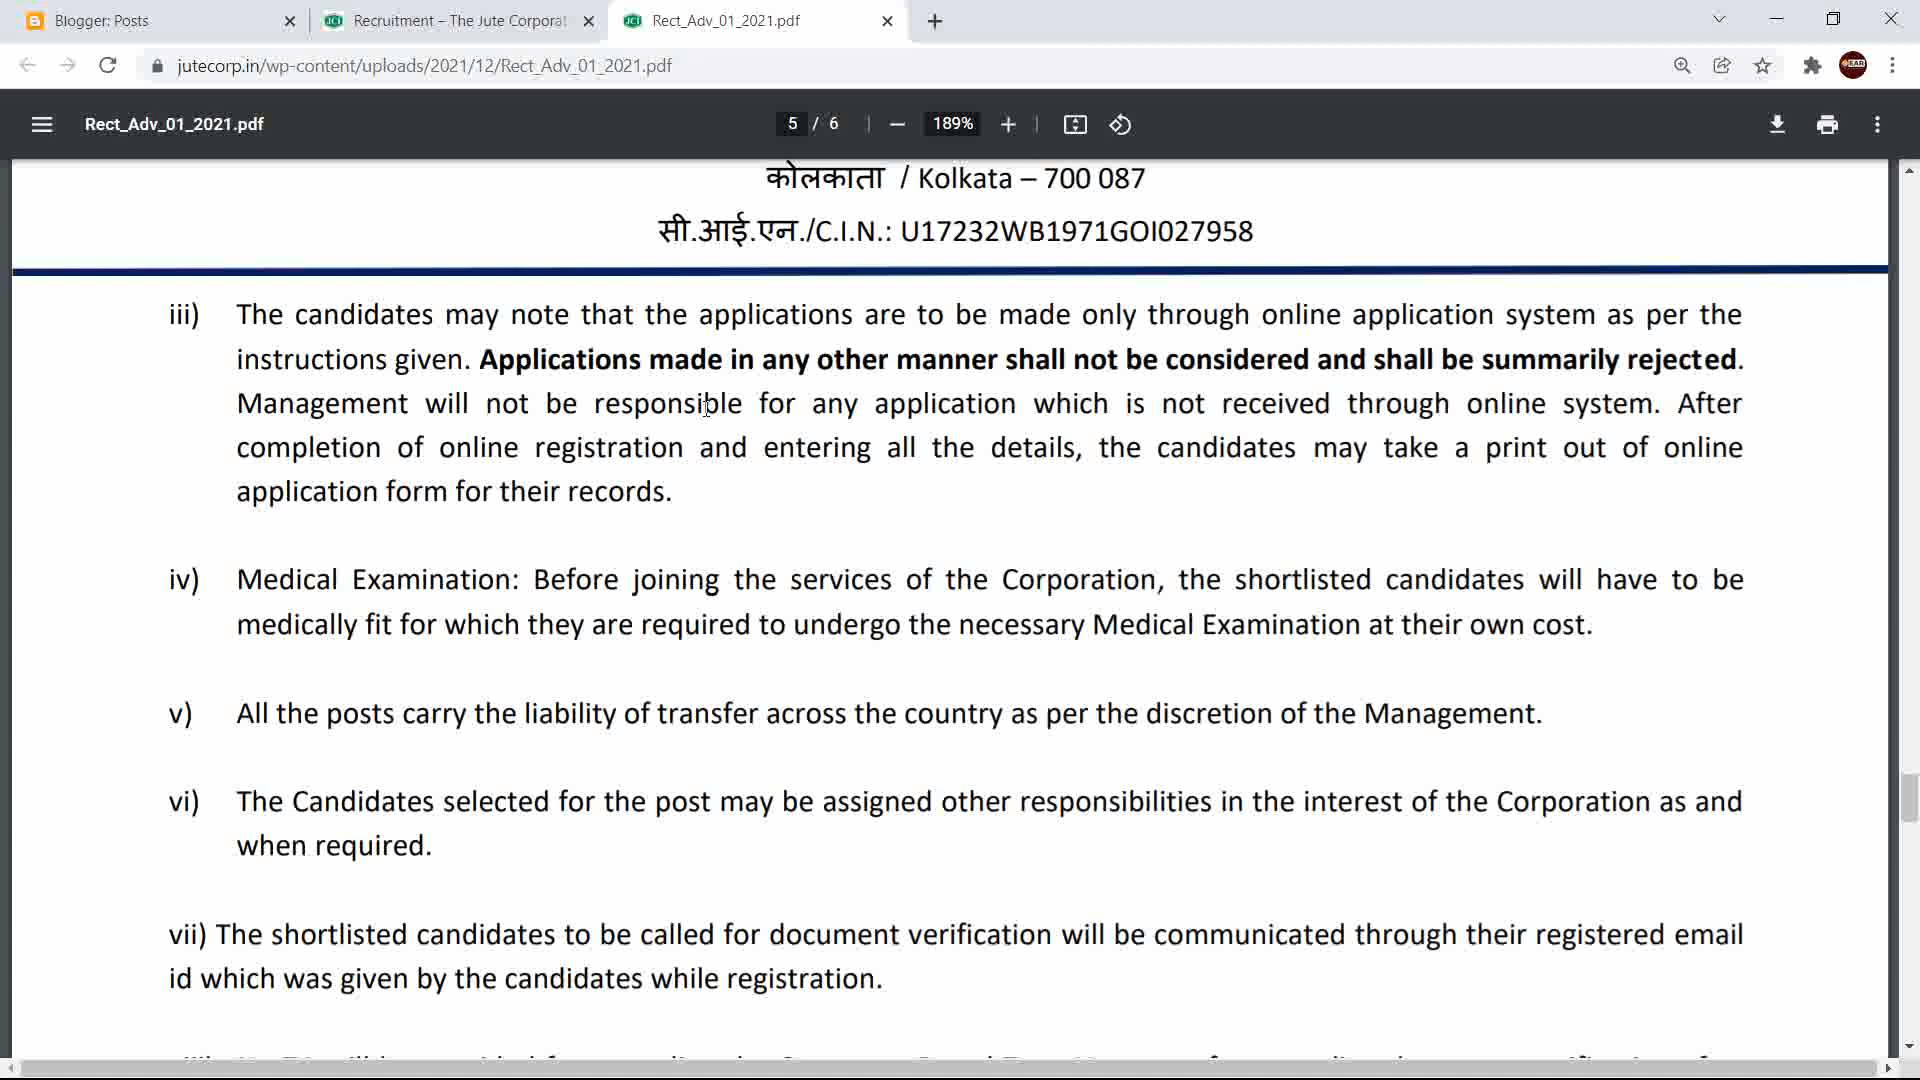 Blogger: Posts
Recruitment – The Jute Corporat
Rect_Adv_01_2021.pdf
jutecorp.in/wp-content/uploads/2021/12/Rect_Adv_01_2021.pdf
Rect_Adv_01_2021.pdf
5 / 6
189%
कोलकाता / Kolkata – 700 087
सी.आई.एन./C.I.N.: U17232WB1971GOI027958
iii) The candidates may note that the applications are to be made only through online application system as per the
instructions given. Applications made in any other manner shall not be considered and shall be summarily rejected.
Management will not be responsible for any application which is not received through online system. After
completion of online registration and entering all the details, the candidates may take a print out of online
application form for their records.
iv) Medical Examination: Before joining the services of the Corporation, the shortlisted candidates will have to be
medically fit for which they are required to undergo the necessary Medical Examination at their own cost.
v) All the posts carry the liability of transfer across the country as per the discretion of the Management.
vi) The Candidates selected for the post may be assigned other responsibilities in the interest of the Corporation as and
when required.
vii) The shortlisted candidates to be called for document verification will be communicated through their registered email
id which was given by the candidates while registration.